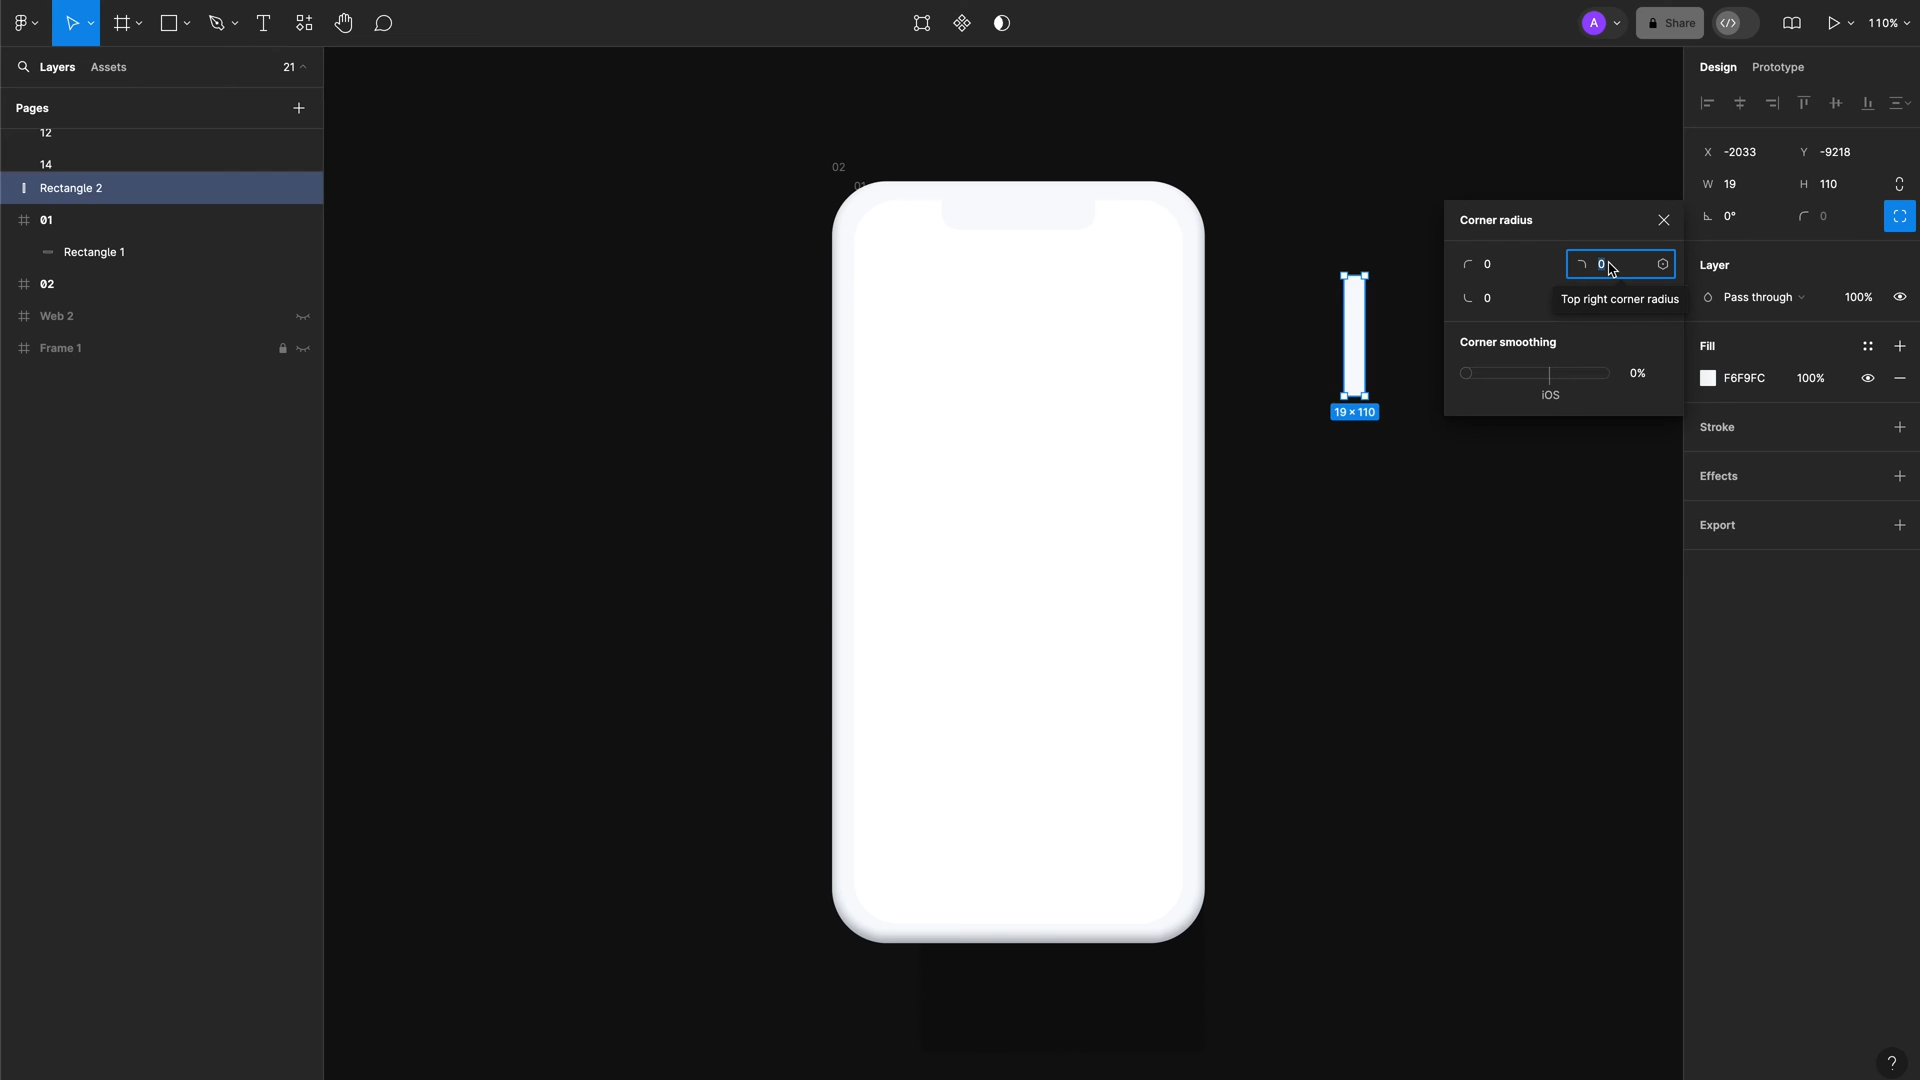 A
Share
110%
Layers
Assets
21
Design
Prototype
Pages
12
14
Rectangle 2
01
Rectangle 1
02
Web 2
Frame 1
02
01
19 × 110
Corner radius
0
0
0
Top right corner radius
Corner smoothing
0%
iOS
X -2033
Y -9218
W 19
H 110
0°
0
Layer
Pass through
100%
Fill
F6F9FC
100%
Stroke
Effects
Export
?